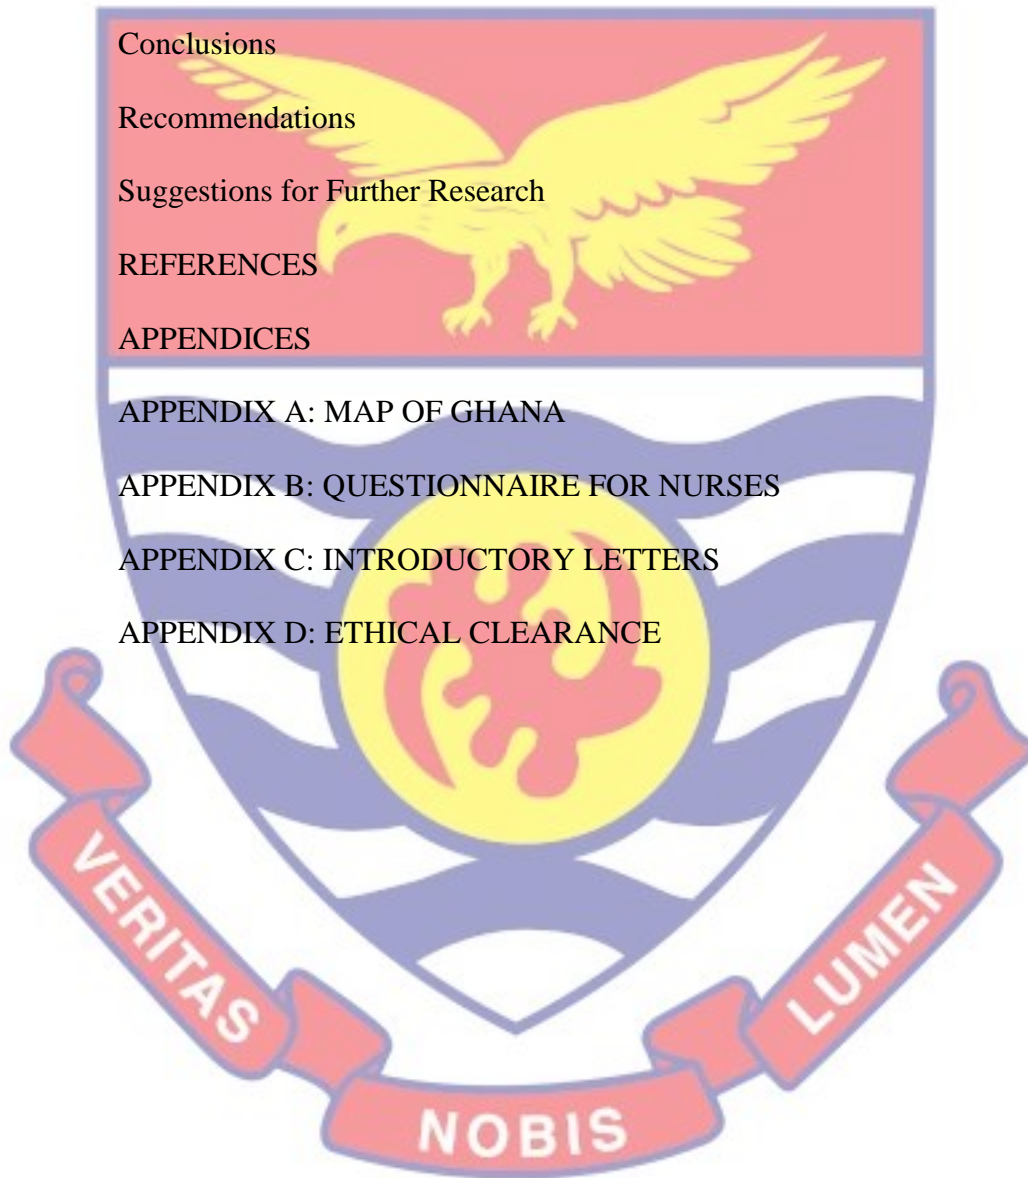 Conclusions
Recommendations
Suggestions for Further Research
REFERENCES
APPENDICES
APPENDIX A: MAP OF GHANA
APPENDIX B: QUESTIONNAIRE FOR NURSES
APPENDIX C: INTRODUCTORY LETTERS
APPENDIX D: ETHICAL CLEARANCE
VERITAS
NOBIS
LUMEN